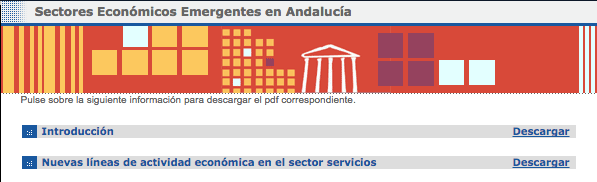 Sectores Económicos Emergentes en Andalucía
Pulse sobre la siguiente información para descargar el pdf correspondiente.
Introducción Descargar
Nuevas líneas de actividad económica en el sector servicios Descargar